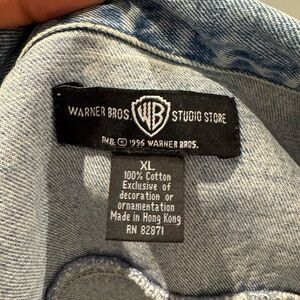 WARNER BROS. WB STUDIO STORE
TM & © 1996 WARNER BROS.
XL
100% Cotton
Exclusive of
decoration or
ornamentation
Made in Hong Kong
RN 82871